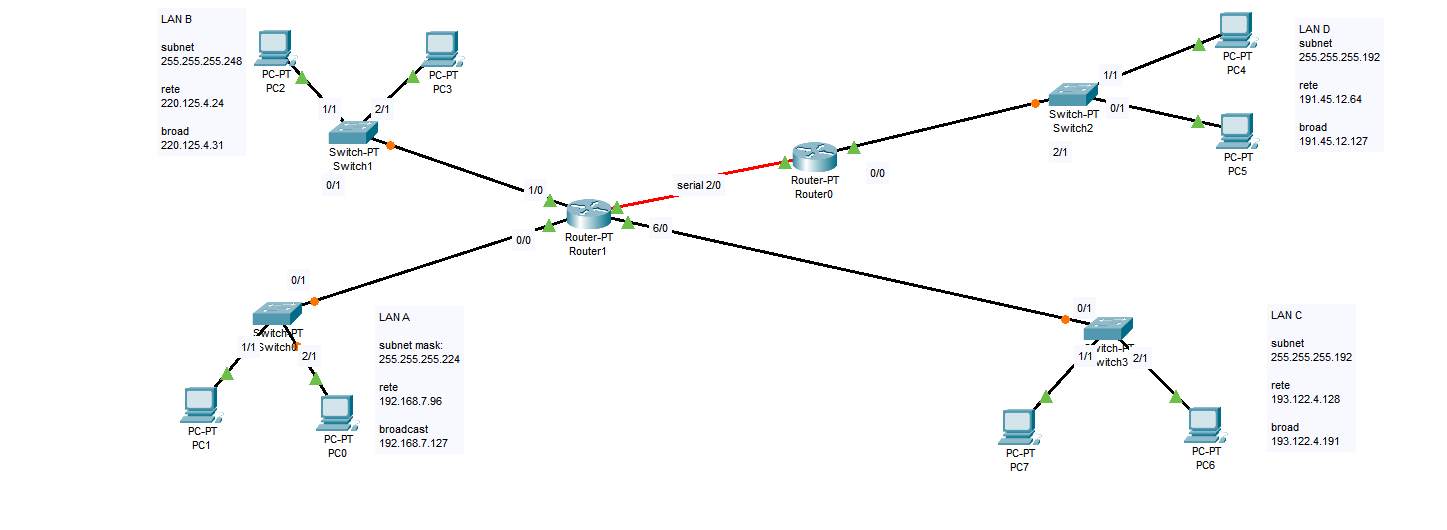 LAN B
subnet
255.255.255.248
rete
220.125.4.24
broad
220.125.4.31
PC-PT
PC2
PC-PT
PC3
1/1
2/1
Switch-PT
Switch1
0/1
1/0
0/0
Router-PT
Router1
6/0
serial 2/0
Router-PT
Router0
0/0
1/1
0/1
Switch-PT
Switch2
2/1
PC-PT
PC4
PC-PT
PC5
LAN D
subnet
255.255.255.192
rete
191.45.12.64
broad
191.45.12.127
0/1
Switch-PT
1/1
2/1
PC-PT
PC1
PC-PT
PC0
LAN A
subnet mask:
255.255.255.224
rete
192.168.7.96
broadcast
192.168.7.127
0/1
1/1
2/1
PC-PT
PC7
PC-PT
PC6
LAN C
subnet
255.255.255.192
rete
193.122.4.128
broad
193.122.4.191